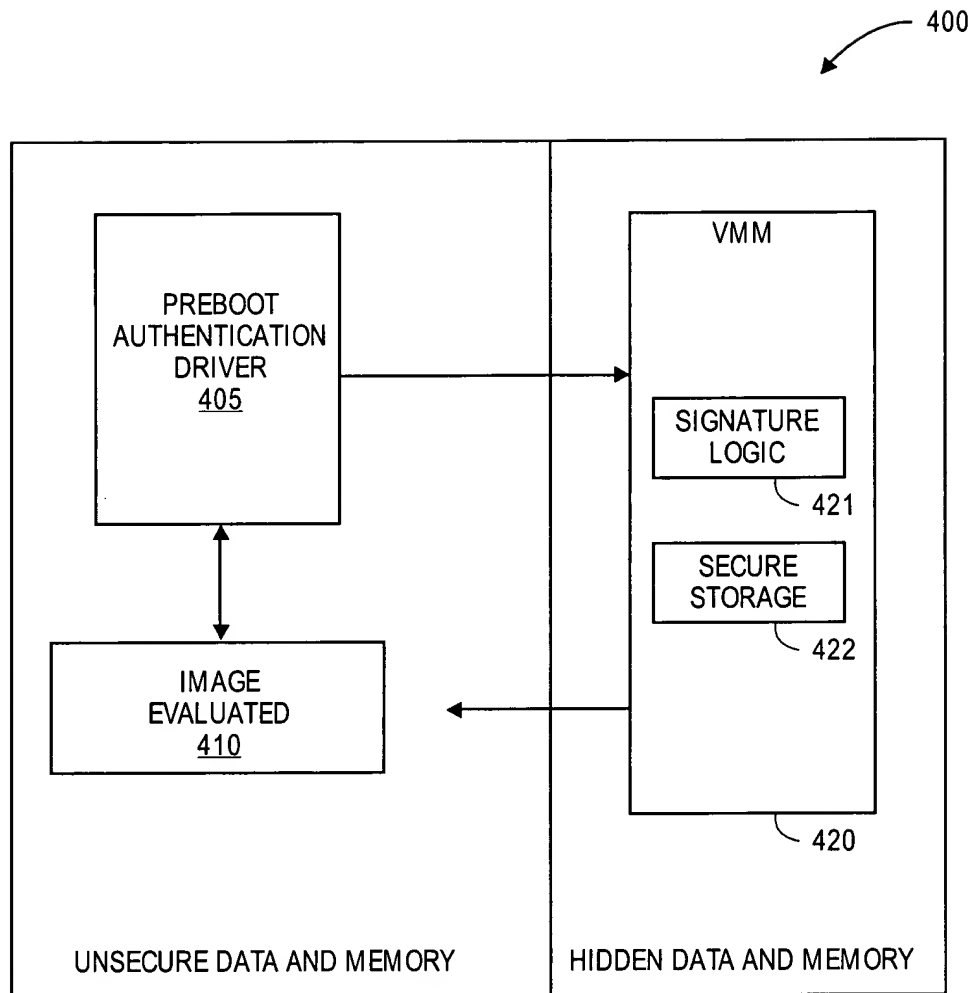 400
PREBOOT
AUTHENTICATION
DRIVER
405
VMM
SIGNATURE
LOGIC
421
SECURE
STORAGE
422
IMAGE
EVALUATED
410
420
UNSECURE DATA AND MEMORY
HIDDEN DATA AND MEMORY